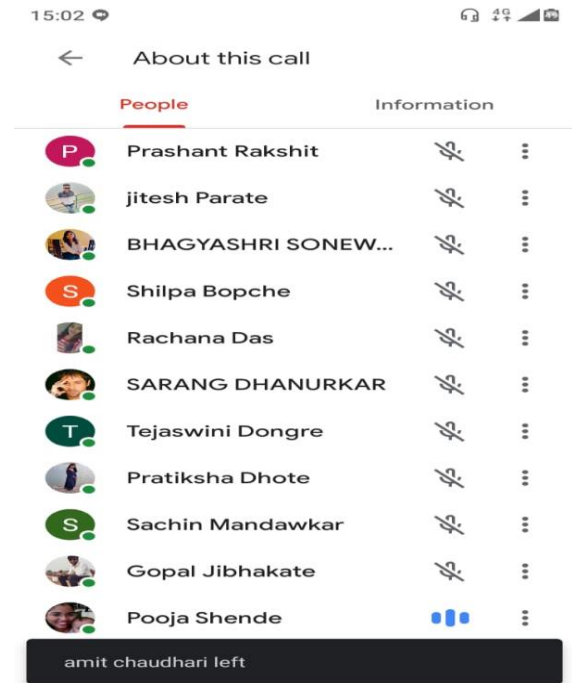 15:02 4G
About this call
People Information
P Prashant Rakshit
jitesh Parate
BHAGYASHRI SONEW...
S Shilpa Bopche
Rachana Das
SARANG DHANURKAR
T Tejaswini Dongre
Pratiksha Dhote
S Sachin Mandawkar
Gopal Jibhakate
Pooja Shende
amit chaudhari left